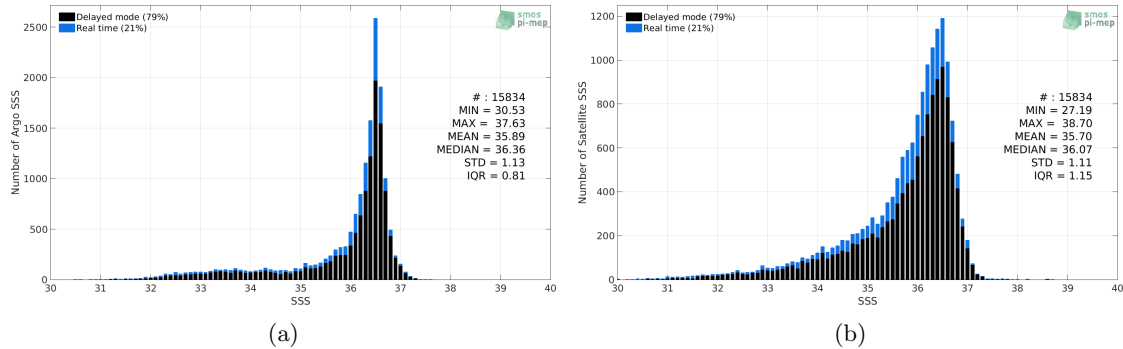 Delayed mode (79%)
Real time (21%)
smos
pi-mep
# : 15834
MIN = 30.53
MAX = 37.63
MEAN = 35.89
MEDIAN = 36.36
STD = 1.13
IQR = 0.81
Number of Argo SSS
2500
2000
1500
1000
500
0
30 31 32 33 34 35 36 37 38 39 40
SSS
(a)
Delayed mode (79%)
Real time (21%)
smos
pi-mep
# : 15834
MIN = 27.19
MAX = 38.70
MEAN = 35.70
MEDIAN = 36.07
STD = 1.11
IQR = 1.15
Number of Satellite SSS
1200
1000
800
600
400
200
0
30 31 32 33 34 35 36 37 38 39 40
SSS
(b)